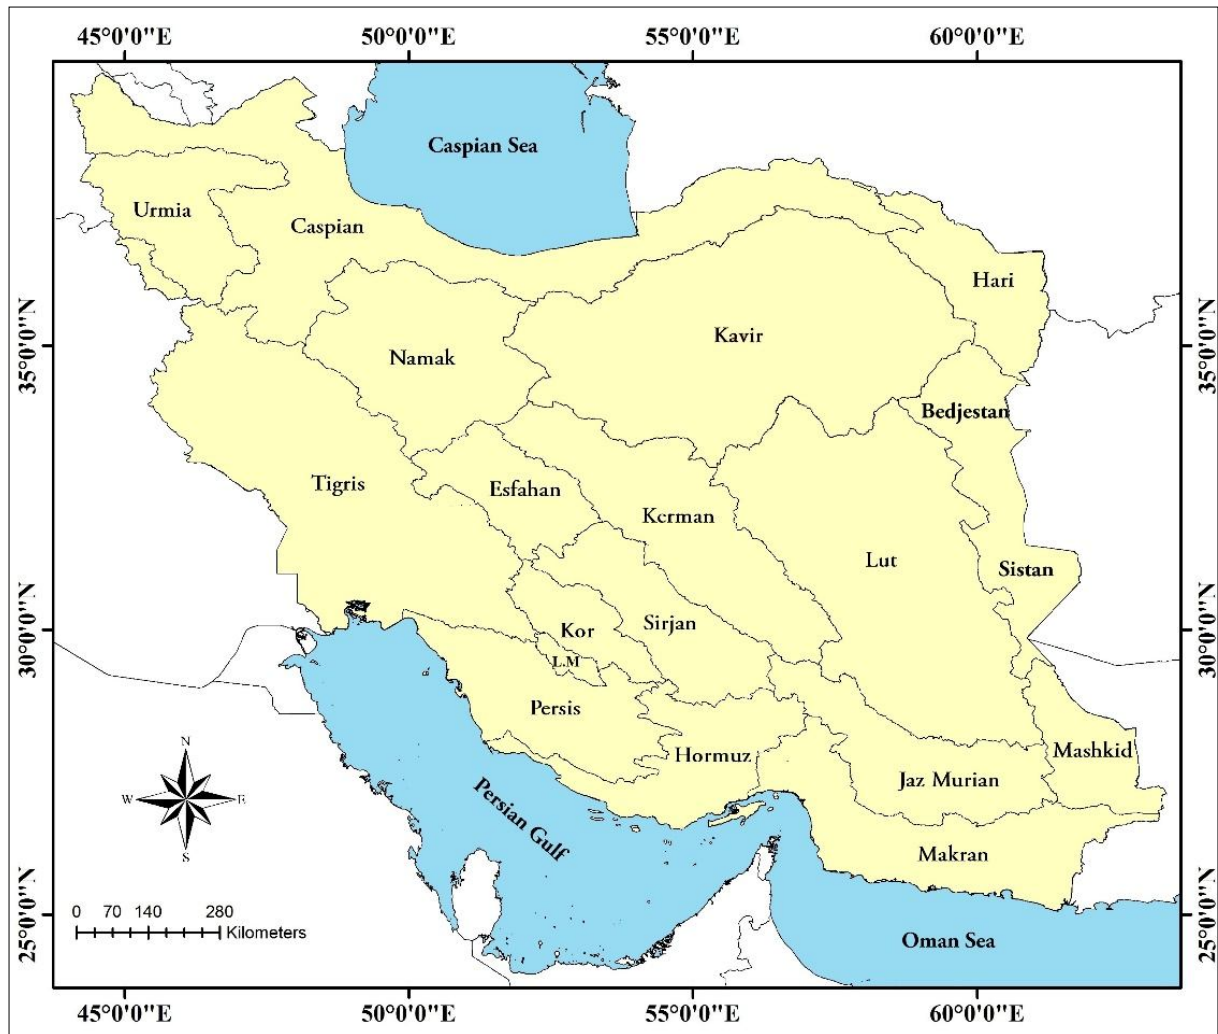 45°0'0"E 50°0'0"E 55°0'0"E 60°0'0"E
Caspian Sea
Urmia
Caspian
Hari
35°0'0"N
Kavir
35°0'0"N
Namak
Bedjestan
Tigris
Esfahan
Kerman
Lut
Sistan
30°0'0"N
Kor
Sirjan
30°0'0"N
L.M
Persis
Hormuz
Mashkid
Jaz Murian
N
W E
S
Persian Gulf
Makran
25°0'0"N
0 70 140 280
Kilometers
Oman Sea
25°0'0"N
45°0'0"E 50°0'0"E 55°0'0"E 60°0'0"E